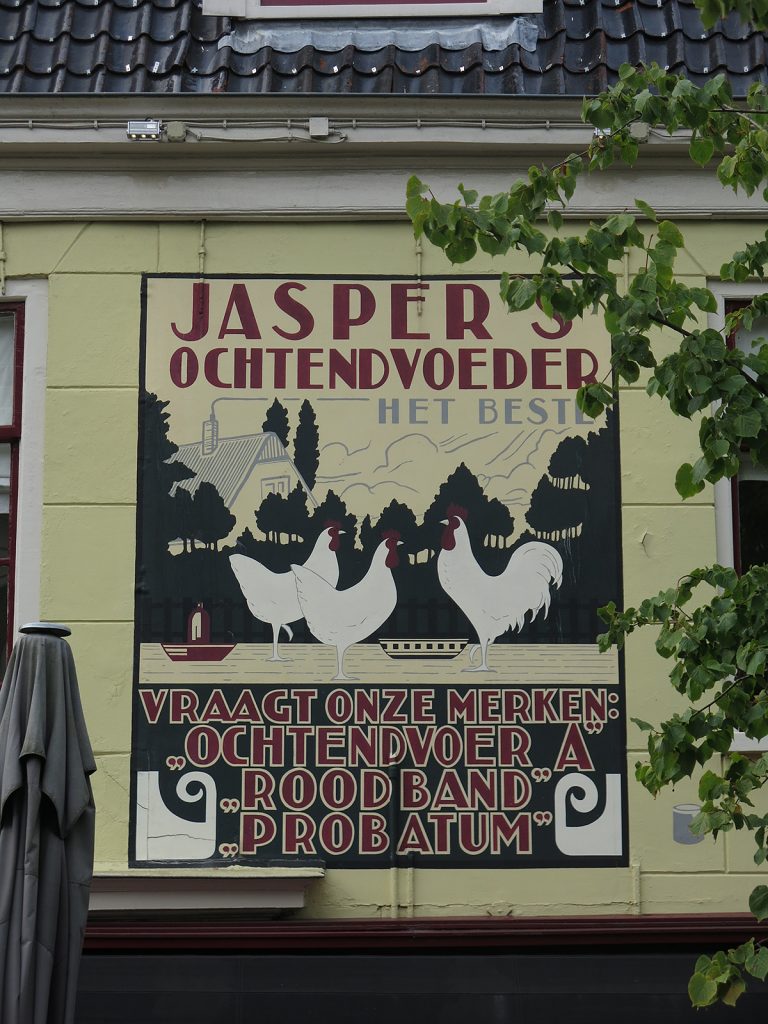 JASPER'S
OCHTENDVOEDER
HET BESTE
VRAAGT ONZE MERKEN:
„OCHTENDVOER A”
„ROODBAND”
„PROBATUM”